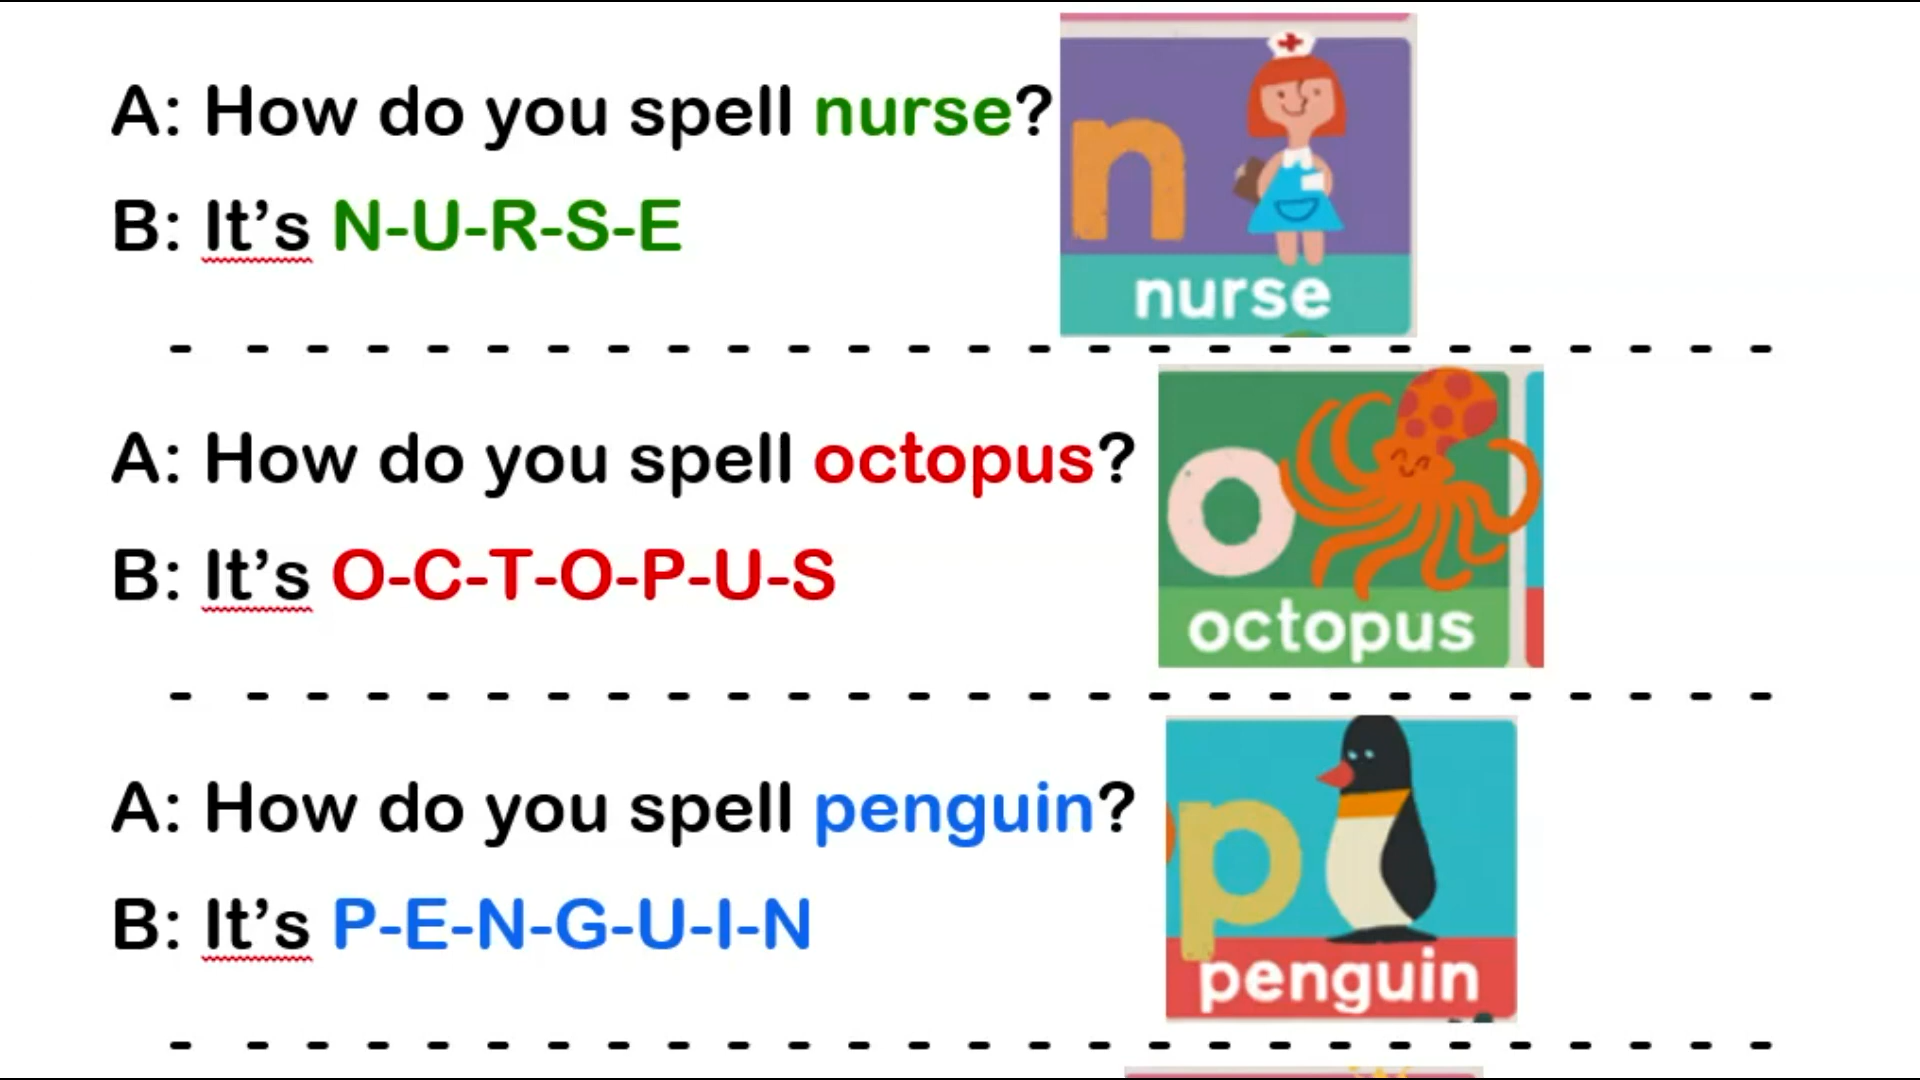 A: How do you spell nurse?
B: It’s N-U-R-S-E
n
nurse
- - - - - - - - - - - - - - - - - - - - - - - - - - -
A: How do you spell octopus?
B: It’s O-C-T-O-P-U-S
o
octopus
- - - - - - - - - - - - - - - - - - - - - - - - - - -
A: How do you spell penguin?
B: It’s P-E-N-G-U-I-N
p
penguin
- - - - - - - - - - - - - - - - - - - - - - - - - - -